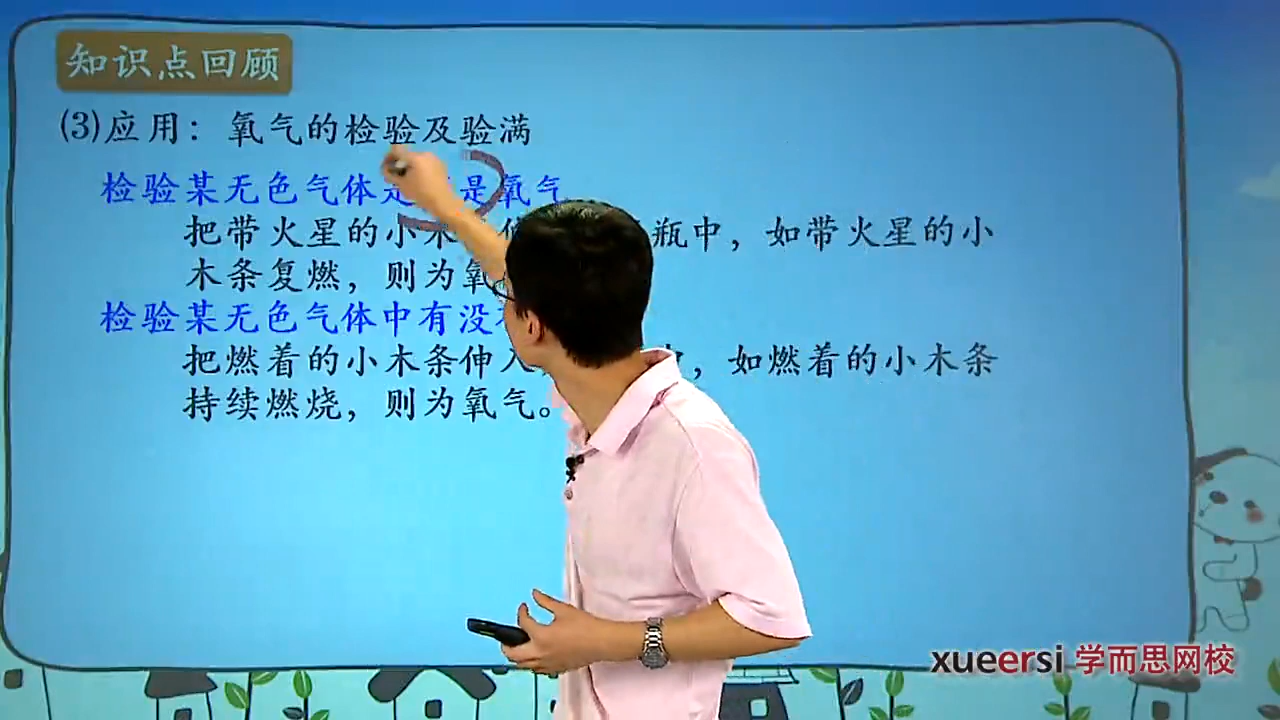 知识点回顾
(3)应用：氧气的检验及验满
检验某无色气体是 是氧气
把带火星的小木 瓶中，如带火星的小
木条复燃，则为氧
检验某无色气体中有没
把燃着的小木条伸入 ，如燃着的小木条
持续燃烧，则为氧气。
xueersi 学而思网校